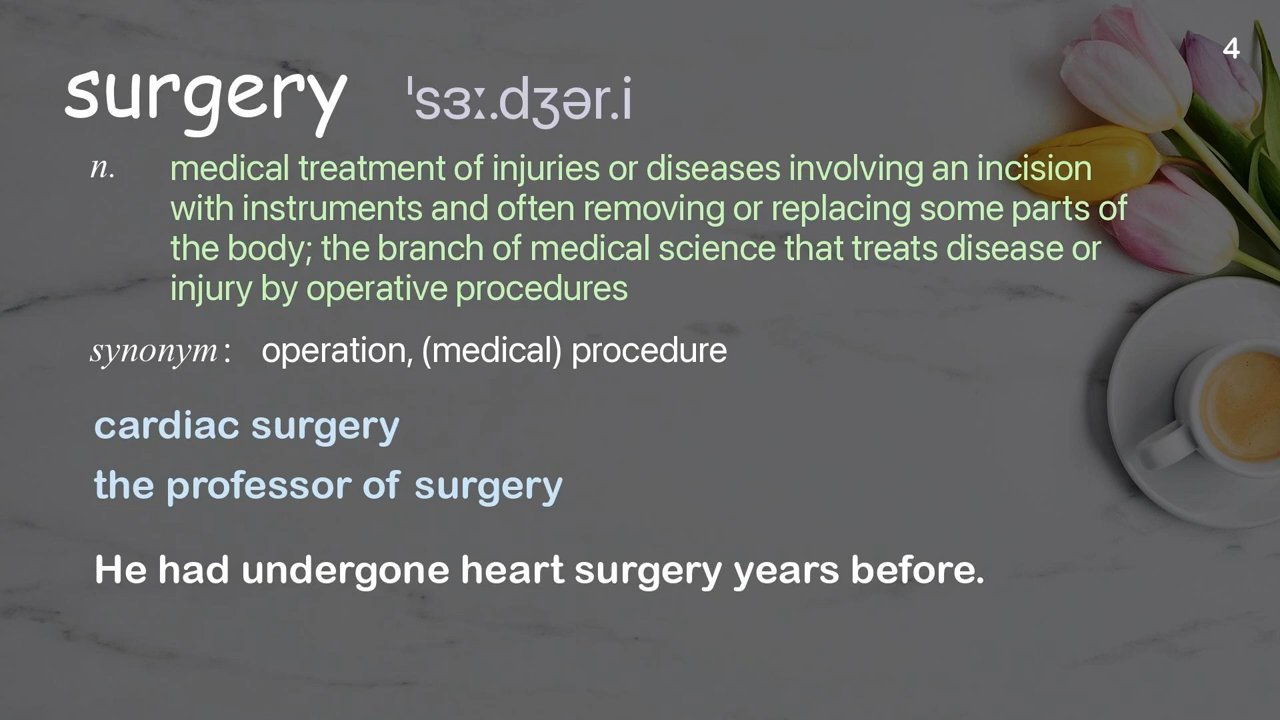 4
surgery ˈsɜː.dʒər.i
n. medical treatment of injuries or diseases involving an incision
with instruments and often removing or replacing some parts of
the body; the branch of medical science that treats disease or
injury by operative procedures
synonym: operation, (medical) procedure
cardiac surgery
the professor of surgery
He had undergone heart surgery years before.